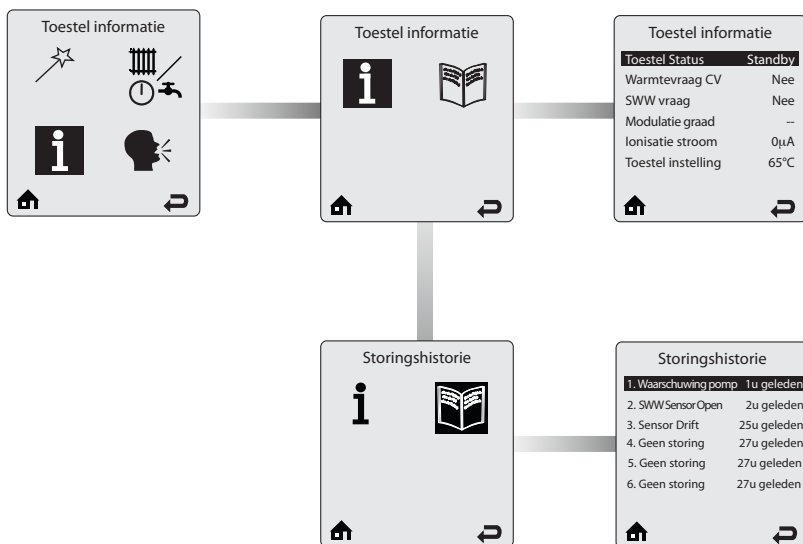 Toestel informatie
Toestel informatie
Toestel informatie
Toestel Status Standby
Warmtevraag CV Nee
SWW vraag Nee
Modulatie graad --
Ionisatie stroom 0µA
Toestel instelling 65°C
Storingshistorie
Storingshistorie
1. Waarschuwing pomp 1u geleden
2. SWW Sensor Open 2u geleden
3. Sensor Drift 25u geleden
4. Geen storing 27u geleden
5. Geen storing 27u geleden
6. Geen storing 27u geleden